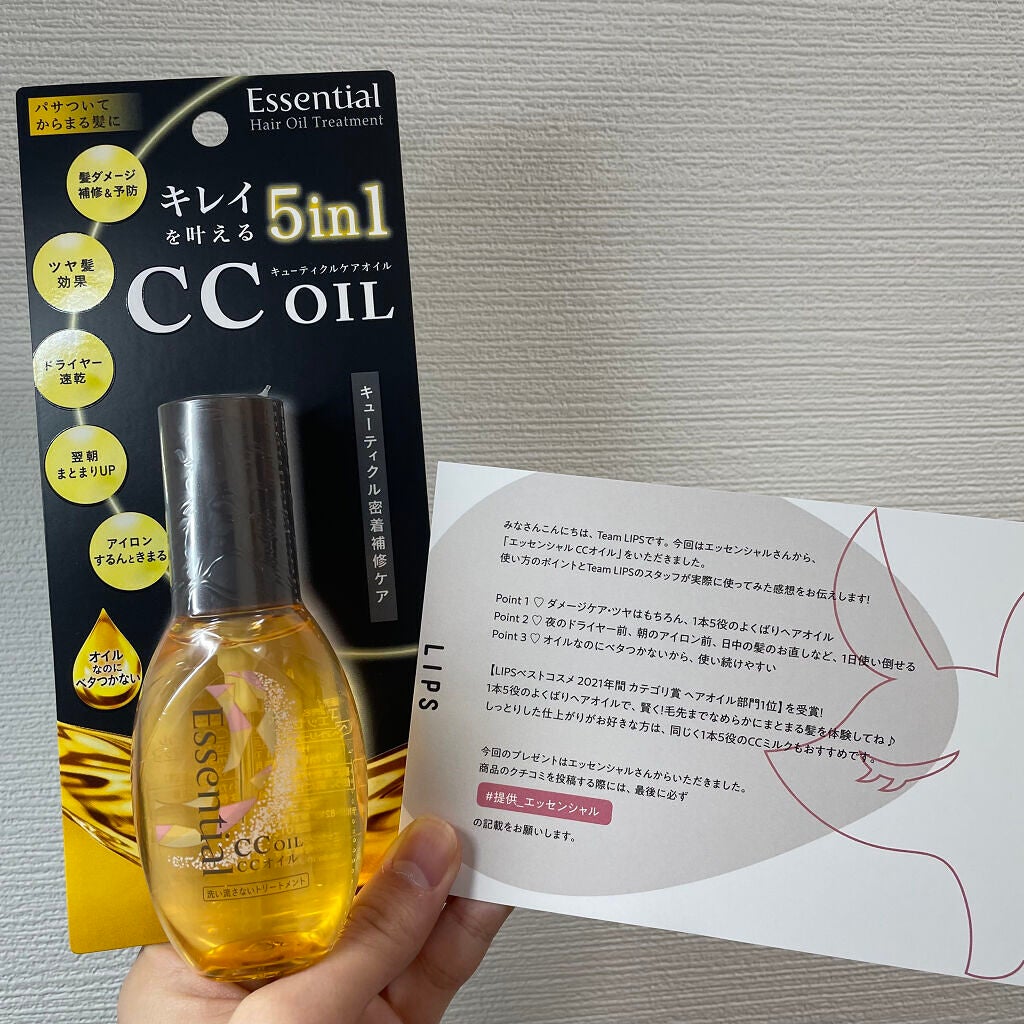 パサついて
からまる髪に
Essential
Hair Oil Treatment
髪ダメージ
補修&予防
キレイ
を叶える
5in1
キューティクルケアオイル
CC OIL
ツヤ髪
効果
ドライヤー
速乾
翌朝
まとまりUP
アイロン
するんときまる
オイル
なのに
ベタつかない
キューティクル密着補修ケア
Essential
CC OIL
CCオイル
洗い流さないトリートメント
LIPS
みなさんこんにちは、Team LIPSです。今回はエッセンシャルさんから、
「エッセンシャル CCオイル」をいただきました。
使い方のポイントとTeam LIPSのスタッフが実際に使ってみた感想をお伝えします!
Point 1 ♡ ダメージケア・ツヤはもちろん、1本5役のよくばりヘアオイル
Point 2 ♡ 夜のドライヤー前、朝のアイロン前、日中の髪のお直しなど、1日使い倒せる
Point 3 ♡ オイルなのにベタつかないから、使い続けやすい
【LIPSベストコスメ 2021年間 カテゴリ賞 ヘアオイル部門1位】を受賞!
1本5役のよくばりヘアオイルで、賢く!毛先までなめらかにまとまる髪を体験してね♪
しっとりした仕上がりがお好きな方は、同じく1本5役のCCミルクもおすすめです。
今回のプレゼントはエッセンシャルさんからいただきました。
商品のクチコミを投稿する際には、最後に必ず
#提供_エッセンシャル
の記載をお願いします。